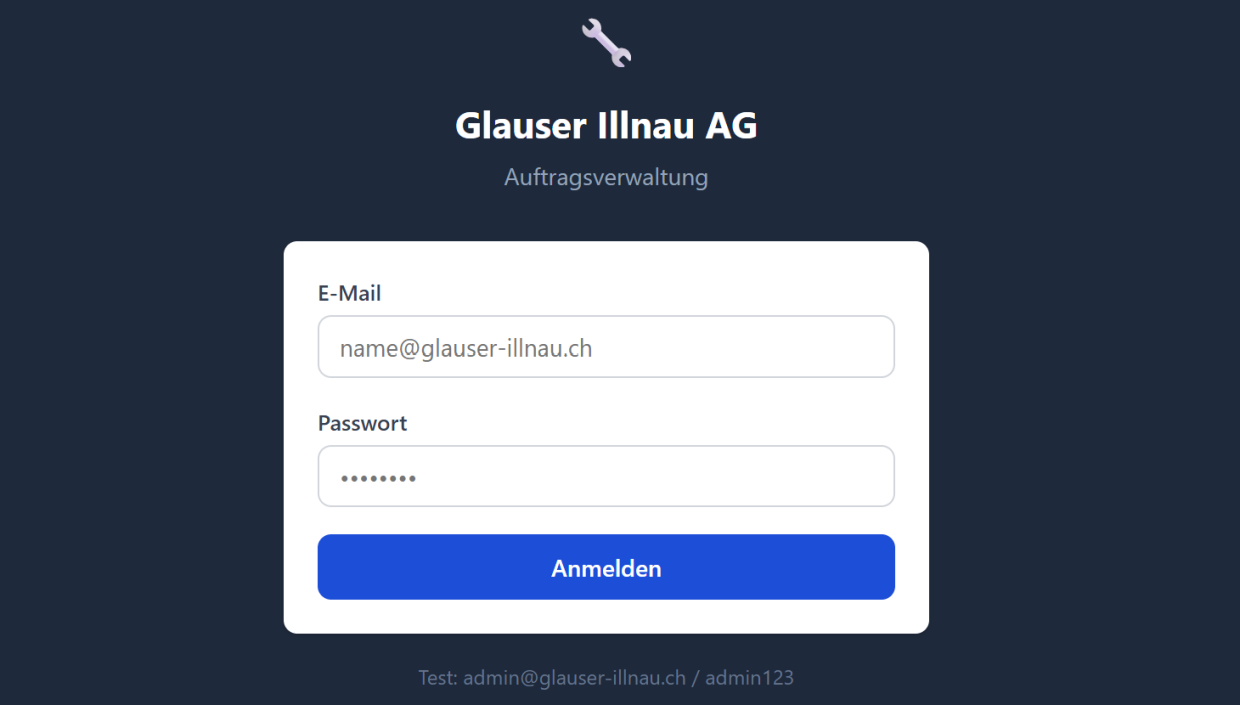 Glauser Illnau AG
Auftragsverwaltung
E-Mail
name@glauser-illnau.ch
Passwort
••••••••
Anmelden
Test: admin@glauser-illnau.ch / admin123